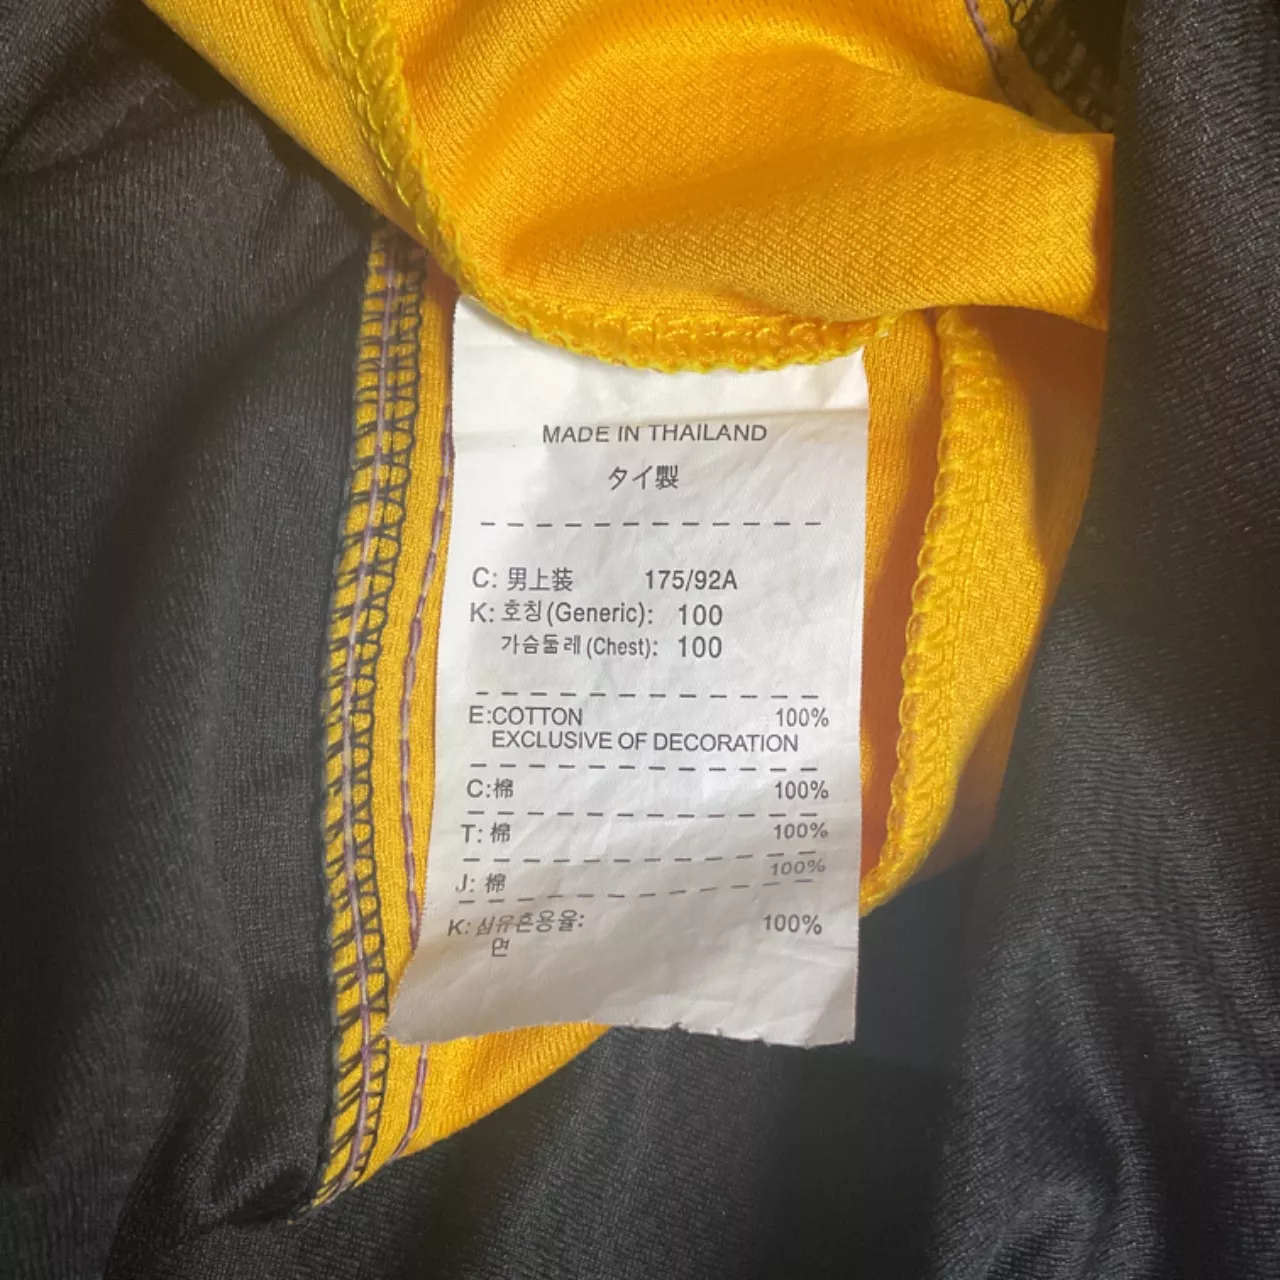 MADE IN THAILAND
タイ製
C: 男上装 175/92A
K: 호칭(Generic): 100
가슴둘레(Chest): 100
E:COTTON 100%
EXCLUSIVE OF DECORATION
C:棉 100%
T: 棉 100%
J: 棉 100%
K: 섬유혼용율: 100%
면